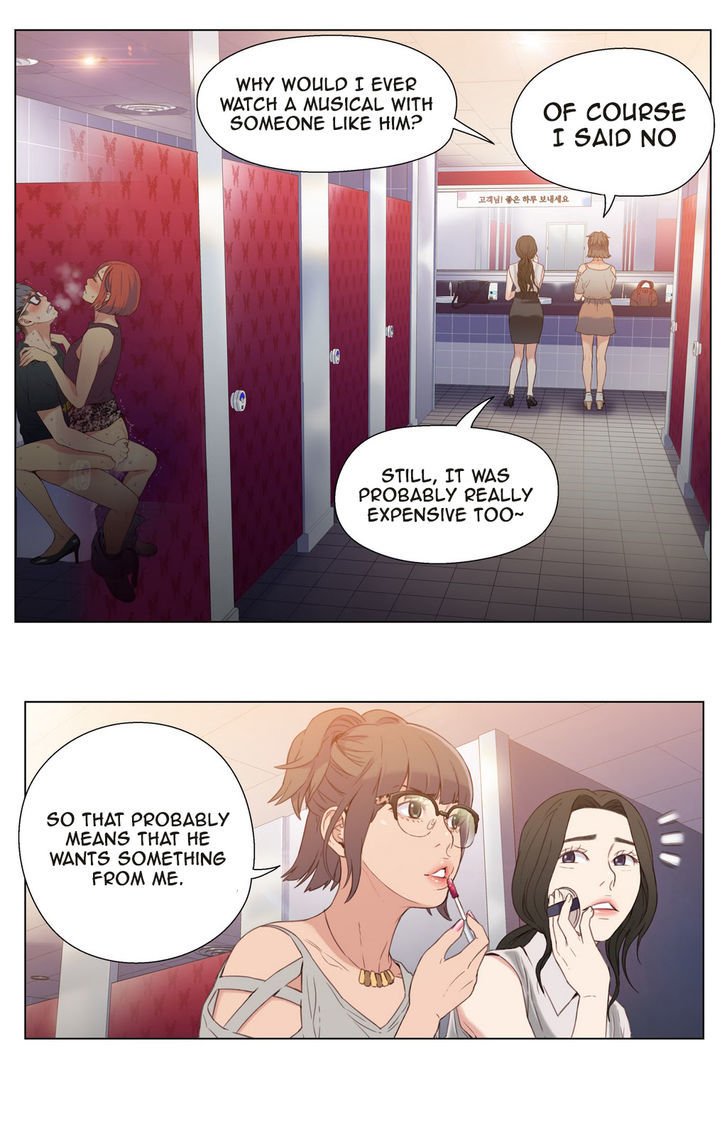 WHY WOULD I EVER
WATCH A MUSICAL WITH
SOMEONE LIKE HIM?
OF COURSE
I SAID NO
고객님! 좋은 하루 보내세요
STILL, IT WAS
PROBABLY REALLY
EXPENSIVE TOO~
SO THAT PROBABLY
MEANS THAT HE
WANTS SOMETHING
FROM ME.